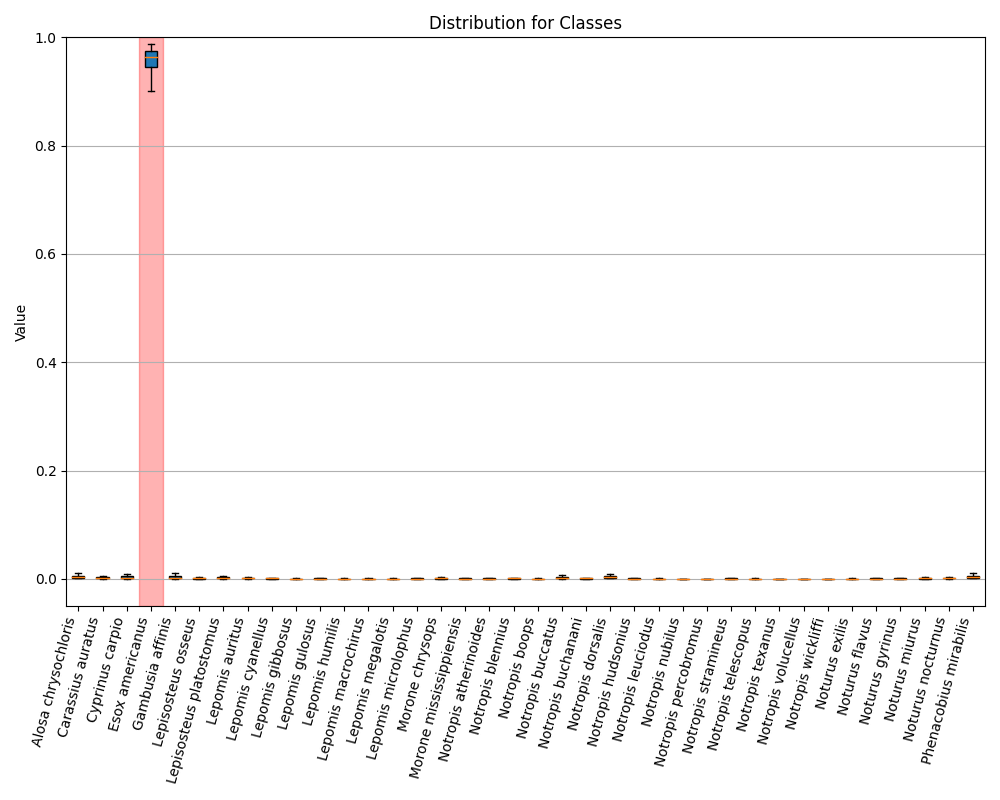 Distribution for Classes
Value
1.0
0.8
0.6
0.4
0.2
0.0
Alosa chrysochloris
Carassius auratus
Cyprinus carpio
Esox americanus
Gambusia affinis
Lepisosteus osseus
Lepisosteus platostomus
Lepomis auritus
Lepomis cyanellus
Lepomis gibbosus
Lepomis gulosus
Lepomis humilis
Lepomis macrochirus
Lepomis megalotis
Lepomis microlophus
Morone chrysops
Morone mississippiensis
Notropis atherinoides
Notropis blennius
Notropis boops
Notropis buccatus
Notropis buchanani
Notropis dorsalis
Notropis hudsonius
Notropis leuciodus
Notropis nubilus
Notropis percobromus
Notropis stramineus
Notropis telescopus
Notropis texanus
Notropis volucellus
Notropis wickliffi
Noturus exilis
Noturus flavus
Noturus gyrinus
Noturus miurus
Noturus nocturnus
Phenacobius mirabilis